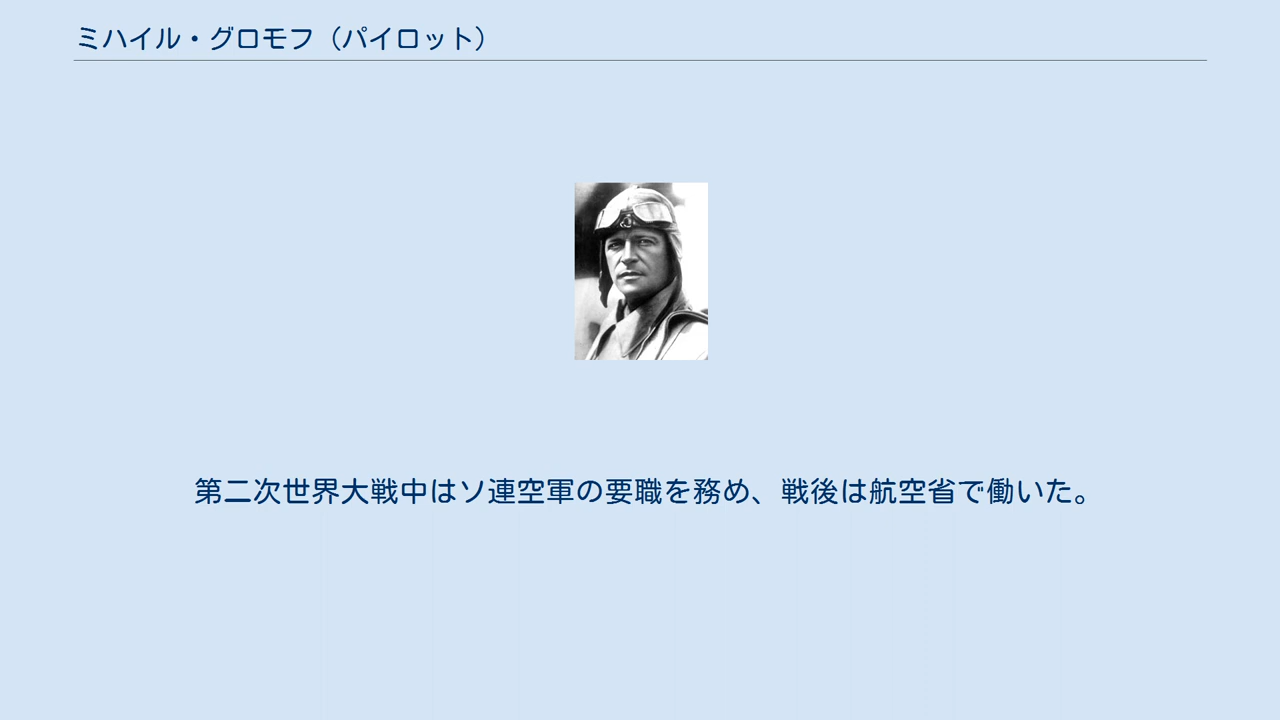 ミハイル・グロモフ（パイロット）
第二次世界大戦中はソ連空軍の要職を務め、戦後は航空省で働いた。